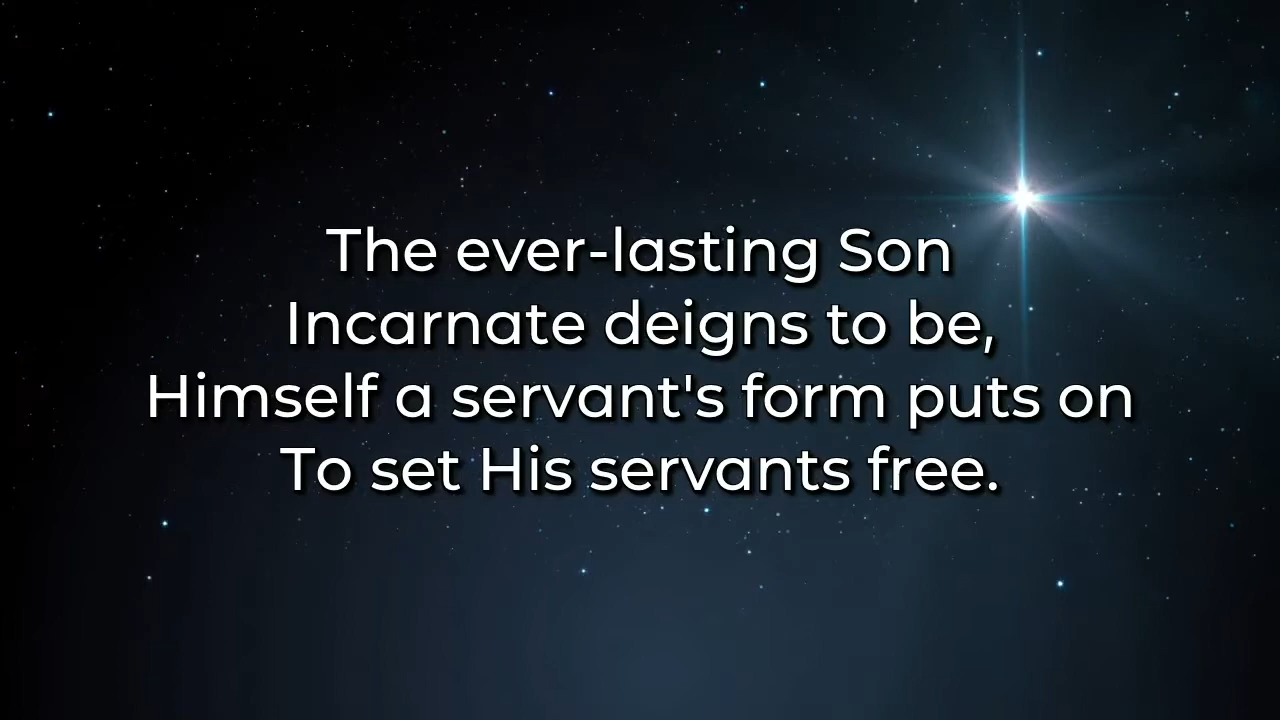 The ever-lasting Son
Incarnate deigns to be,
Himself a servant's form puts on
To set His servants free.